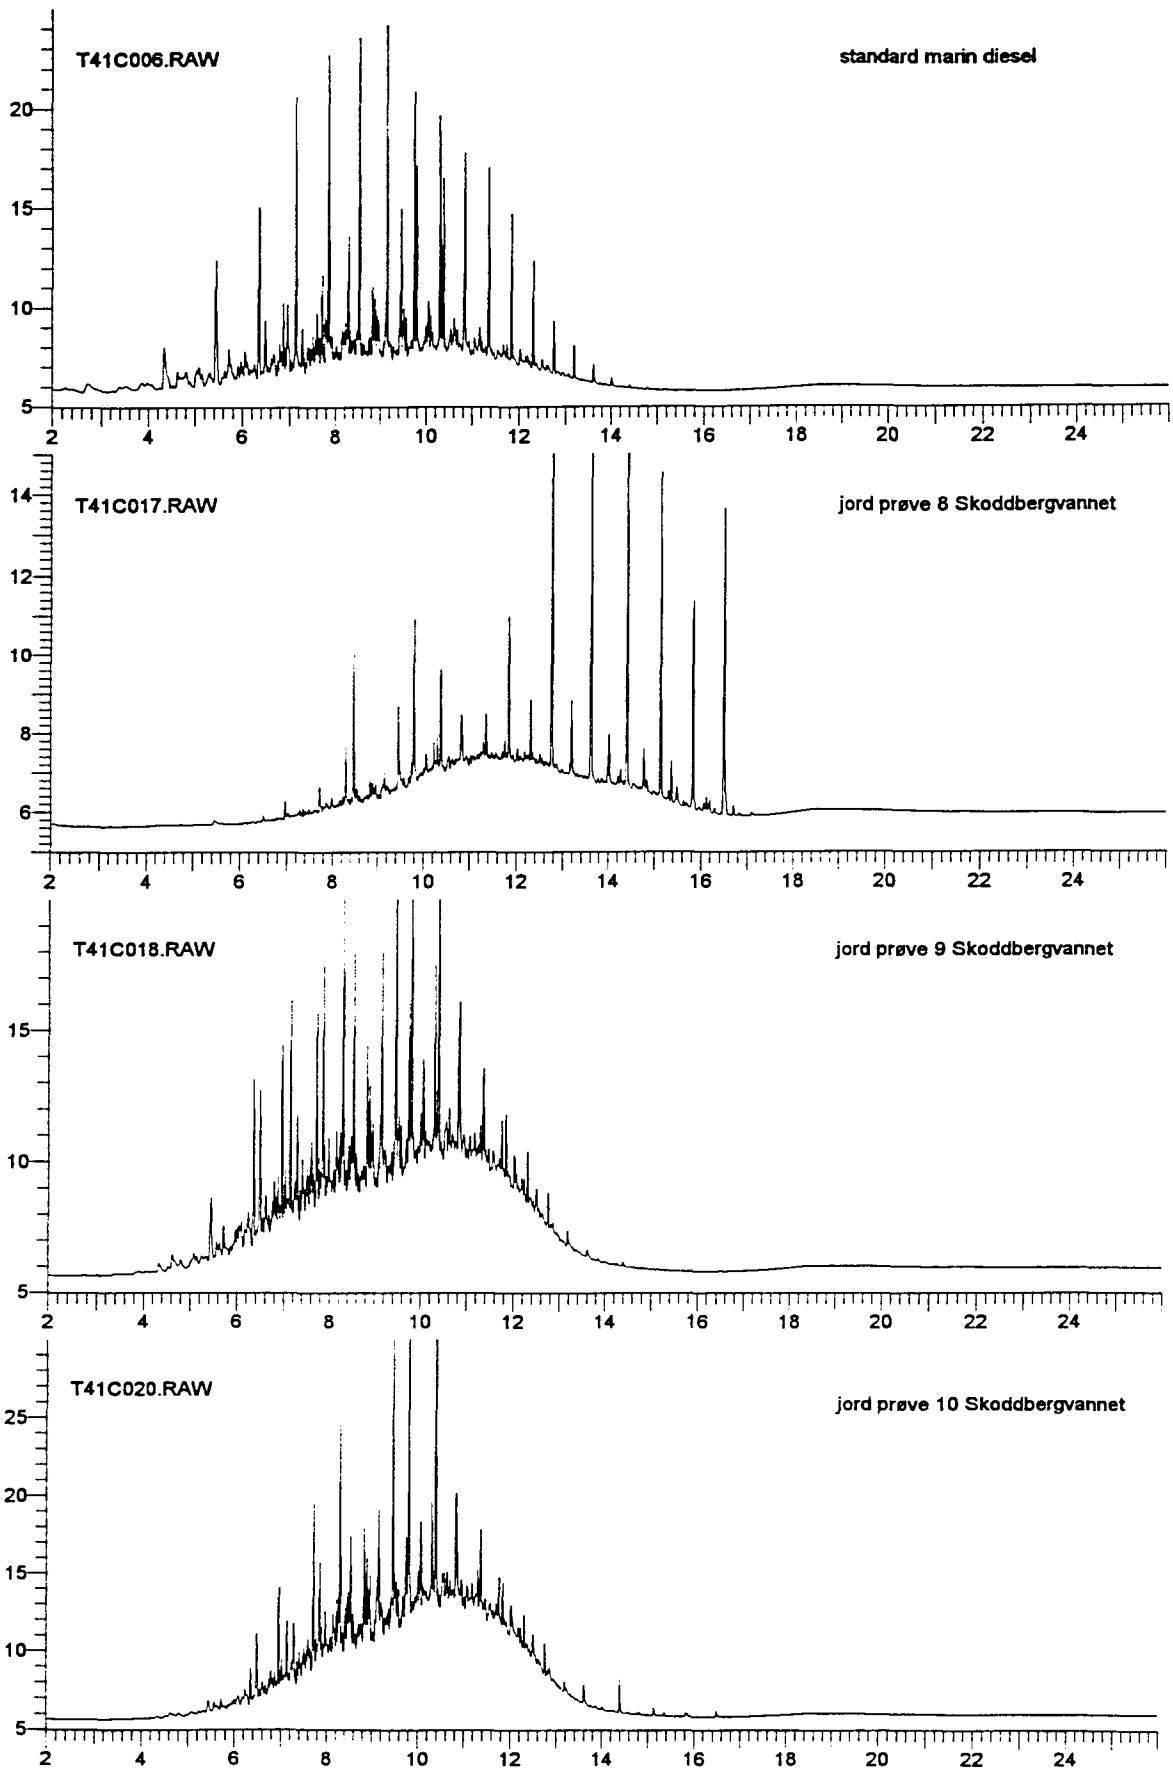 T41C006.RAW
standard marin diesel
20
15
10
5
2 4 6 8 10 12 14 16 18 20 22 24
T41C017.RAW
jord prøve 8 Skoddbergvannet
14
12
10
8
6
2 4 6 8 10 12 14 16 18 20 22 24
T41C018.RAW
jord prøve 9 Skoddbergvannet
15
10
5
2 4 6 8 10 12 14 16 18 20 22 24
T41C020.RAW
jord prøve 10 Skoddbergvannet
25
20
15
10
5
2 4 6 8 10 12 14 16 18 20 22 24